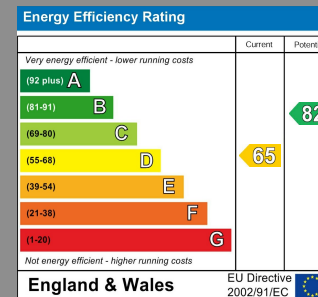 Energy Efficiency Rating
Current Potent
Very energy efficient - lower running costs
(92 plus) A
(81-91) B
82
(69-80) C
(55-68) D
65
(39-54) E
(21-38) F
(1-20) G
Not energy efficient - higher running costs
England & Wales
EU Directive
2002/91/EC